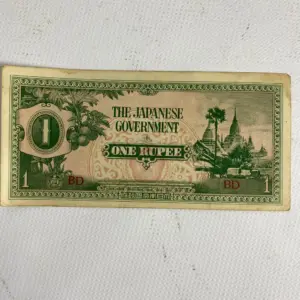 THE JAPANESE
GOVERNMENT
1
ONE RUPEE
BD BD
1 1